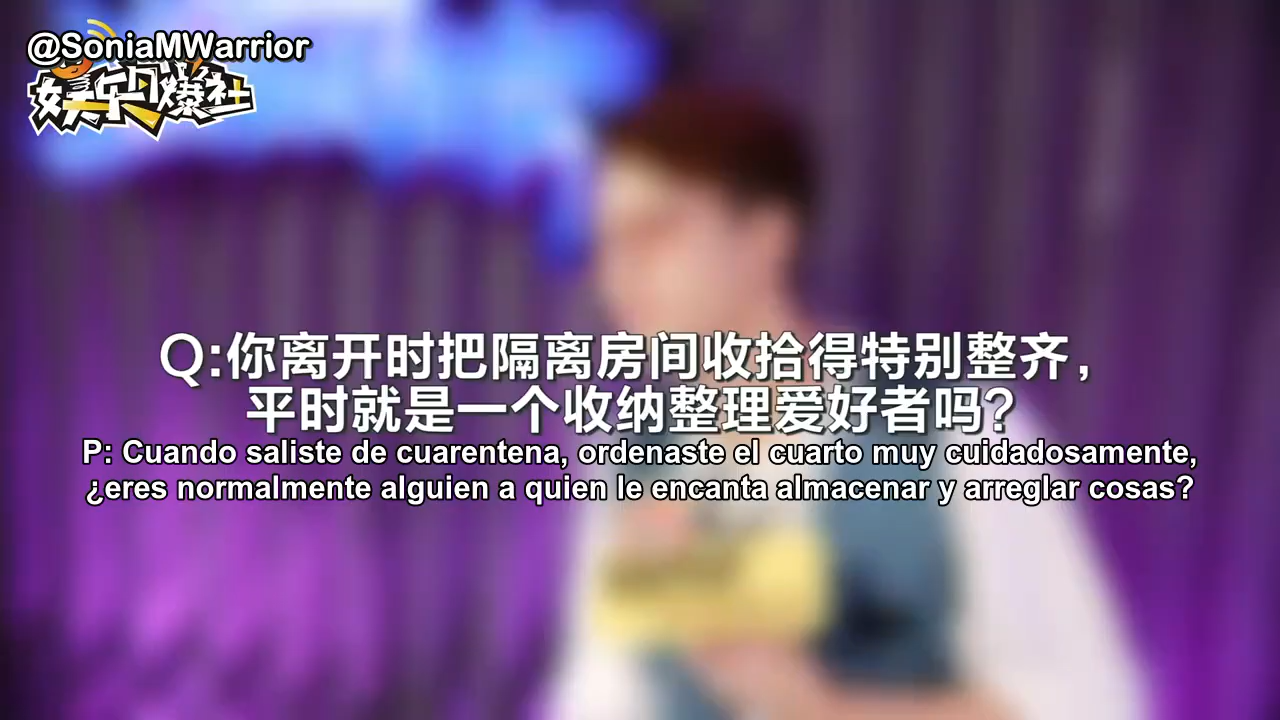 @SoniaMWarrior
娱乐日爆社
Q:你离开时把隔离房间收拾得特别整齐，
平时就是一个收纳整理爱好者吗？
P: Cuando saliste de cuarentena, ordenaste el cuarto muy cuidadosamente,
¿eres normalmente alguien a quien le encanta almacenar y arreglar cosas?